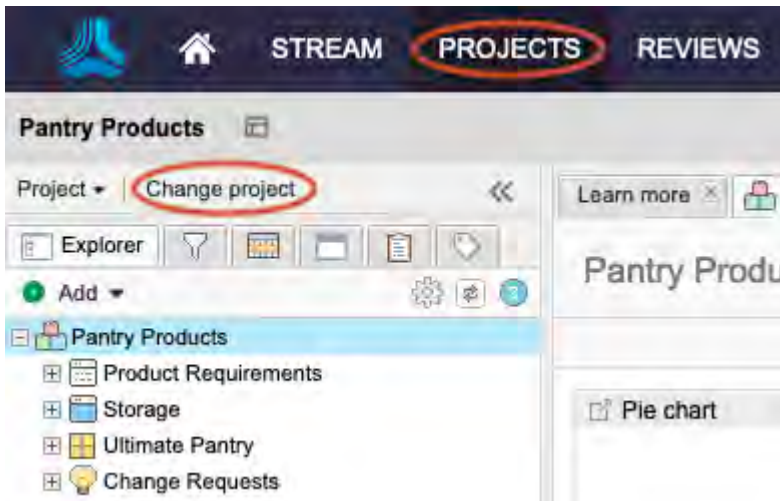 STREAM PROJECTS REVIEWS
Pantry Products
Project Change project
Learn more
Explorer
Pantry Produ
Add
Pantry Products
Product Requirements
Storage
Pie chart
Ultimate Pantry
Change Requests